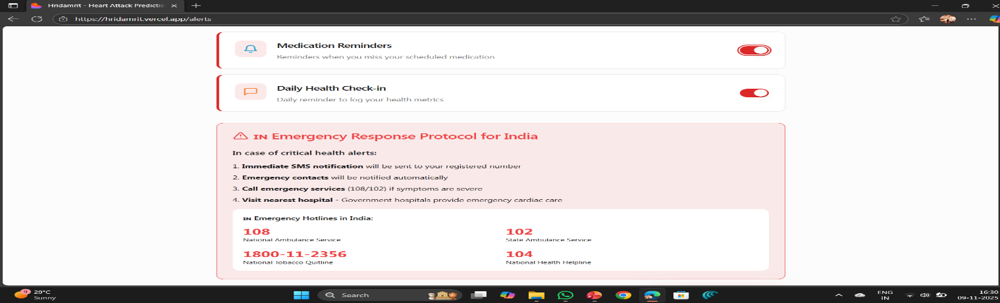 Hridamrit - Heart Attack Predictio
https://hridamrit.vercel.app/alerts
Medication Reminders
Reminders when you miss your scheduled medication
Daily Health Check-in
Daily reminder to log your health metrics
IN Emergency Response Protocol for India
In case of critical health alerts:
1. Immediate SMS notification will be sent to your registered number
2. Emergency contacts will be notified automatically
3. Call emergency services (108/102) if symptoms are severe
4. Visit nearest hospital - Government hospitals provide emergency cardiac care
IN Emergency Hotlines in India:
108
National Ambulance Service
102
State Ambulance Service
1800-11-2356
National Tobacco Quitline
104
National Health Helpline
9
29°C
Sunny
Search
ENG
IN
16:30
09-11-2025